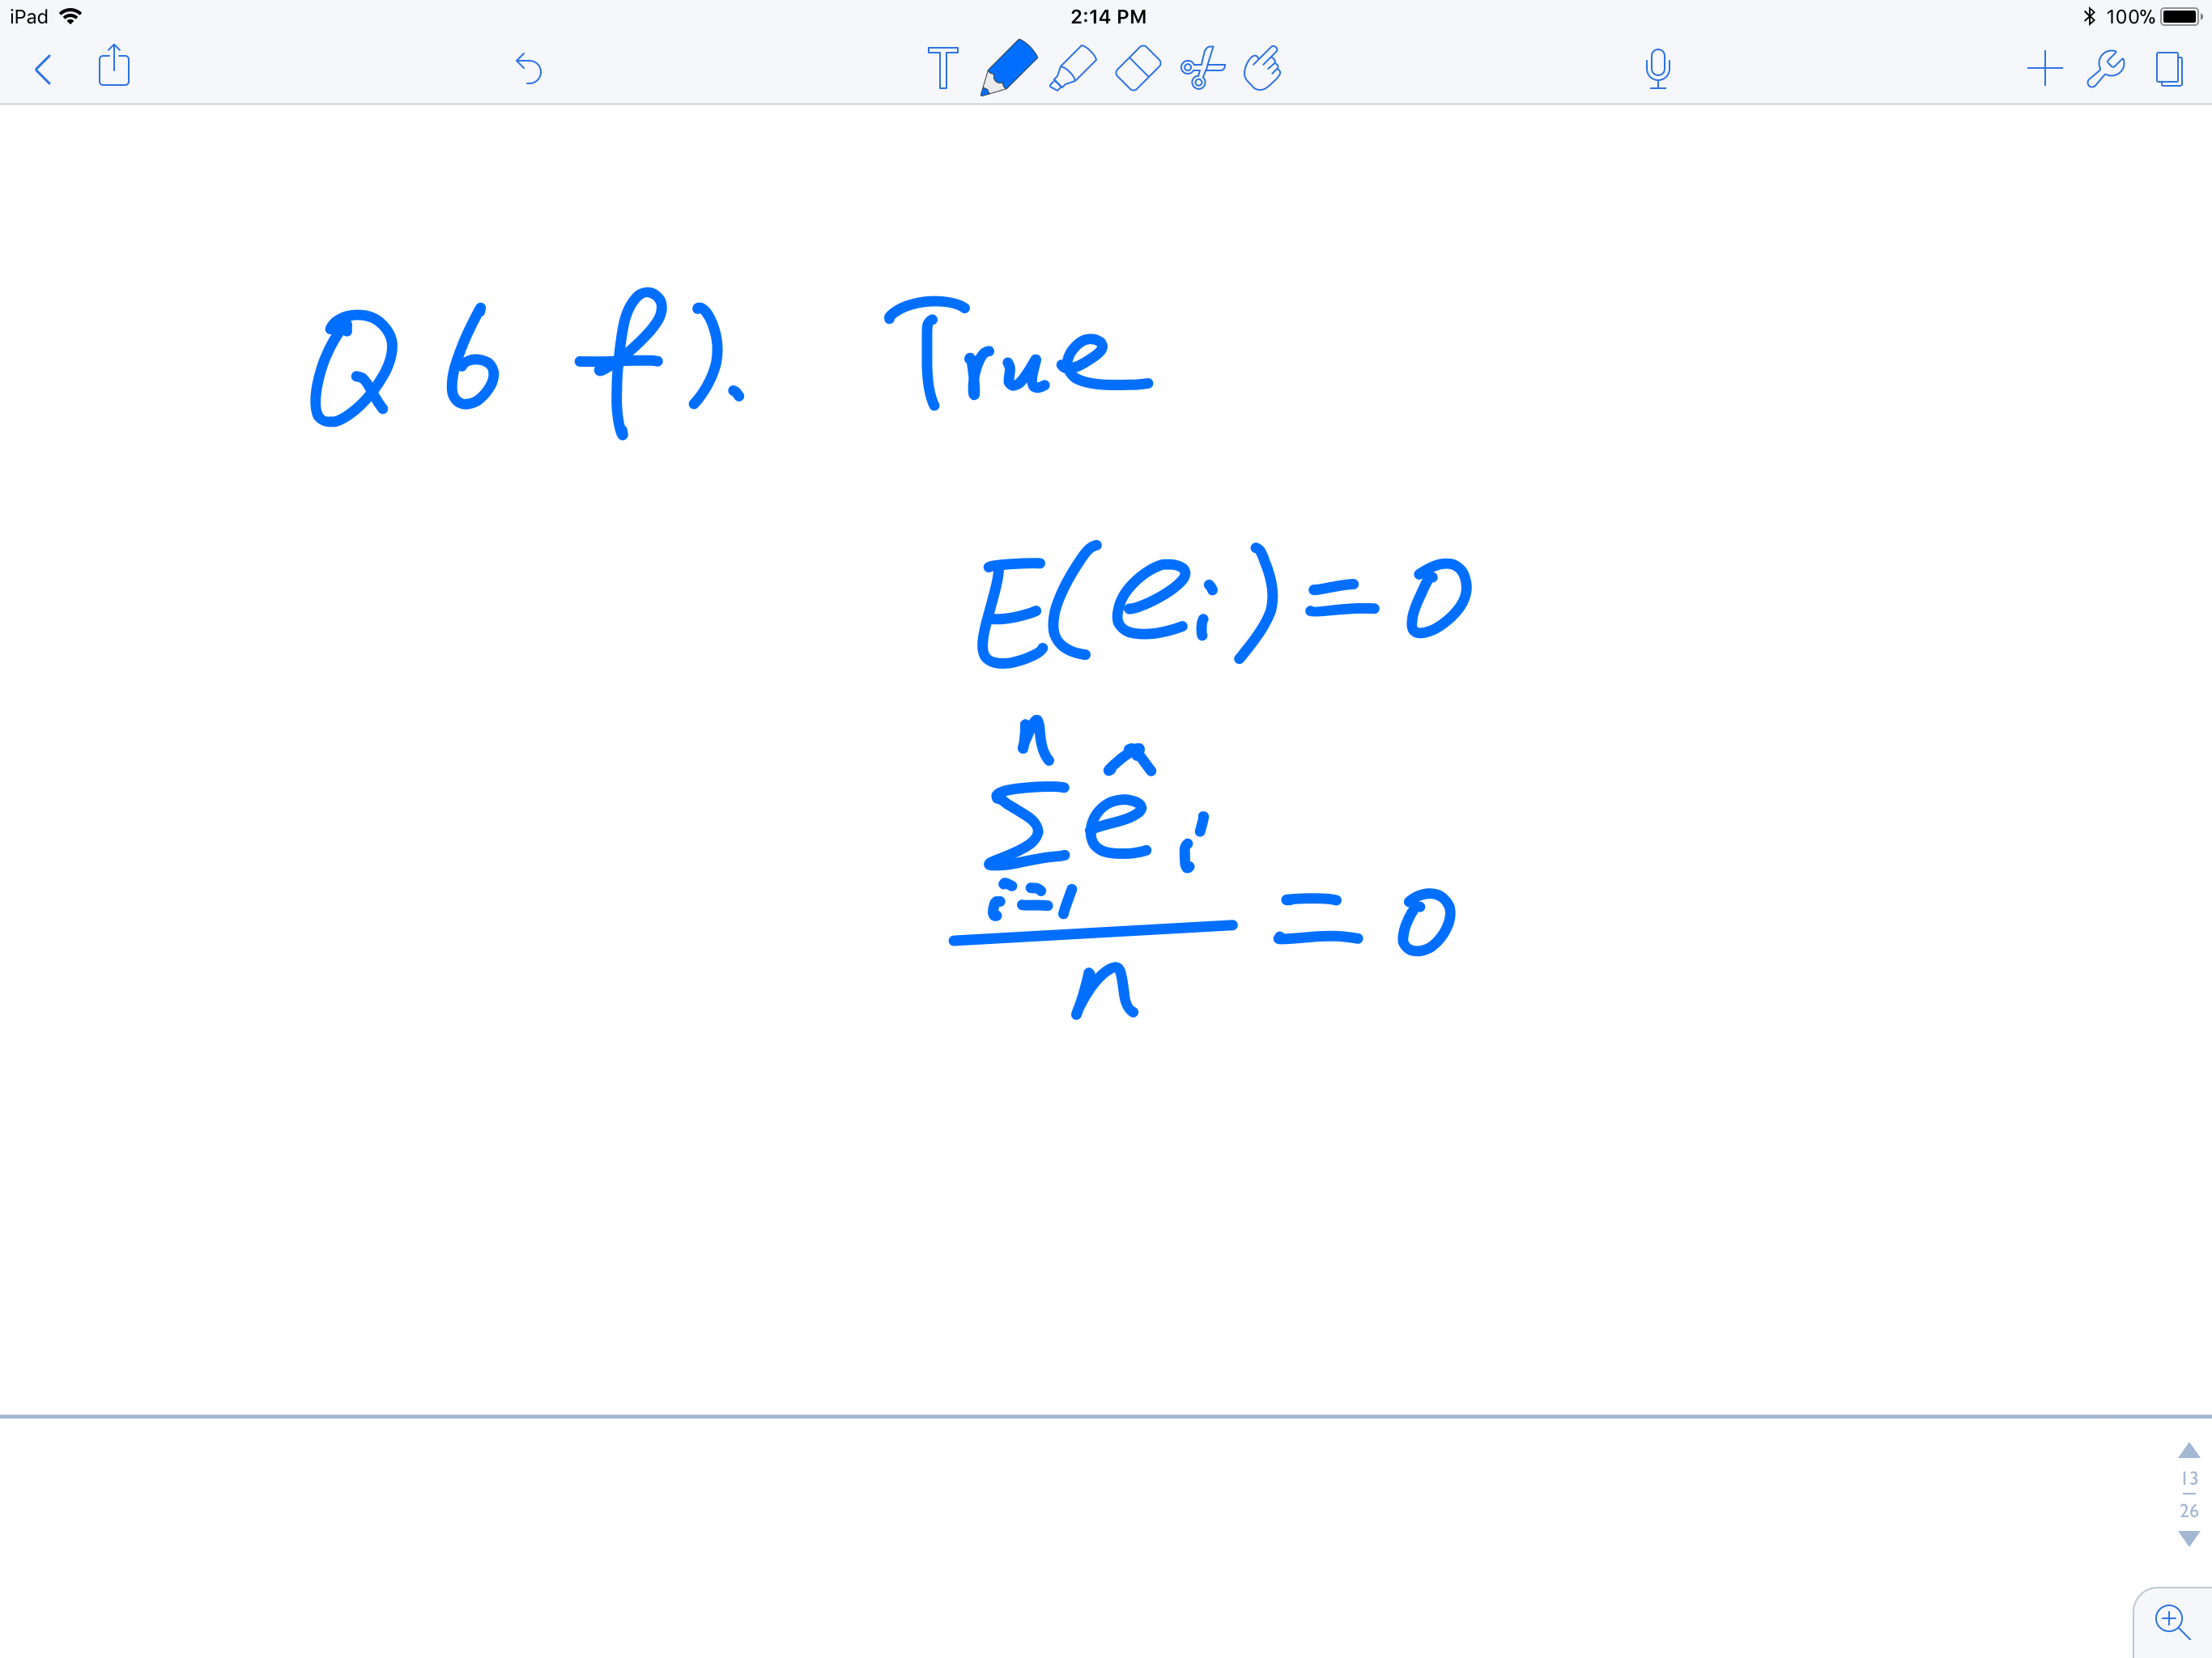 iPad 2:14 PM 100%
T
Q 6 f). True
E(ei) = 0
n
Σ êi
i=1
= 0
n
13
26